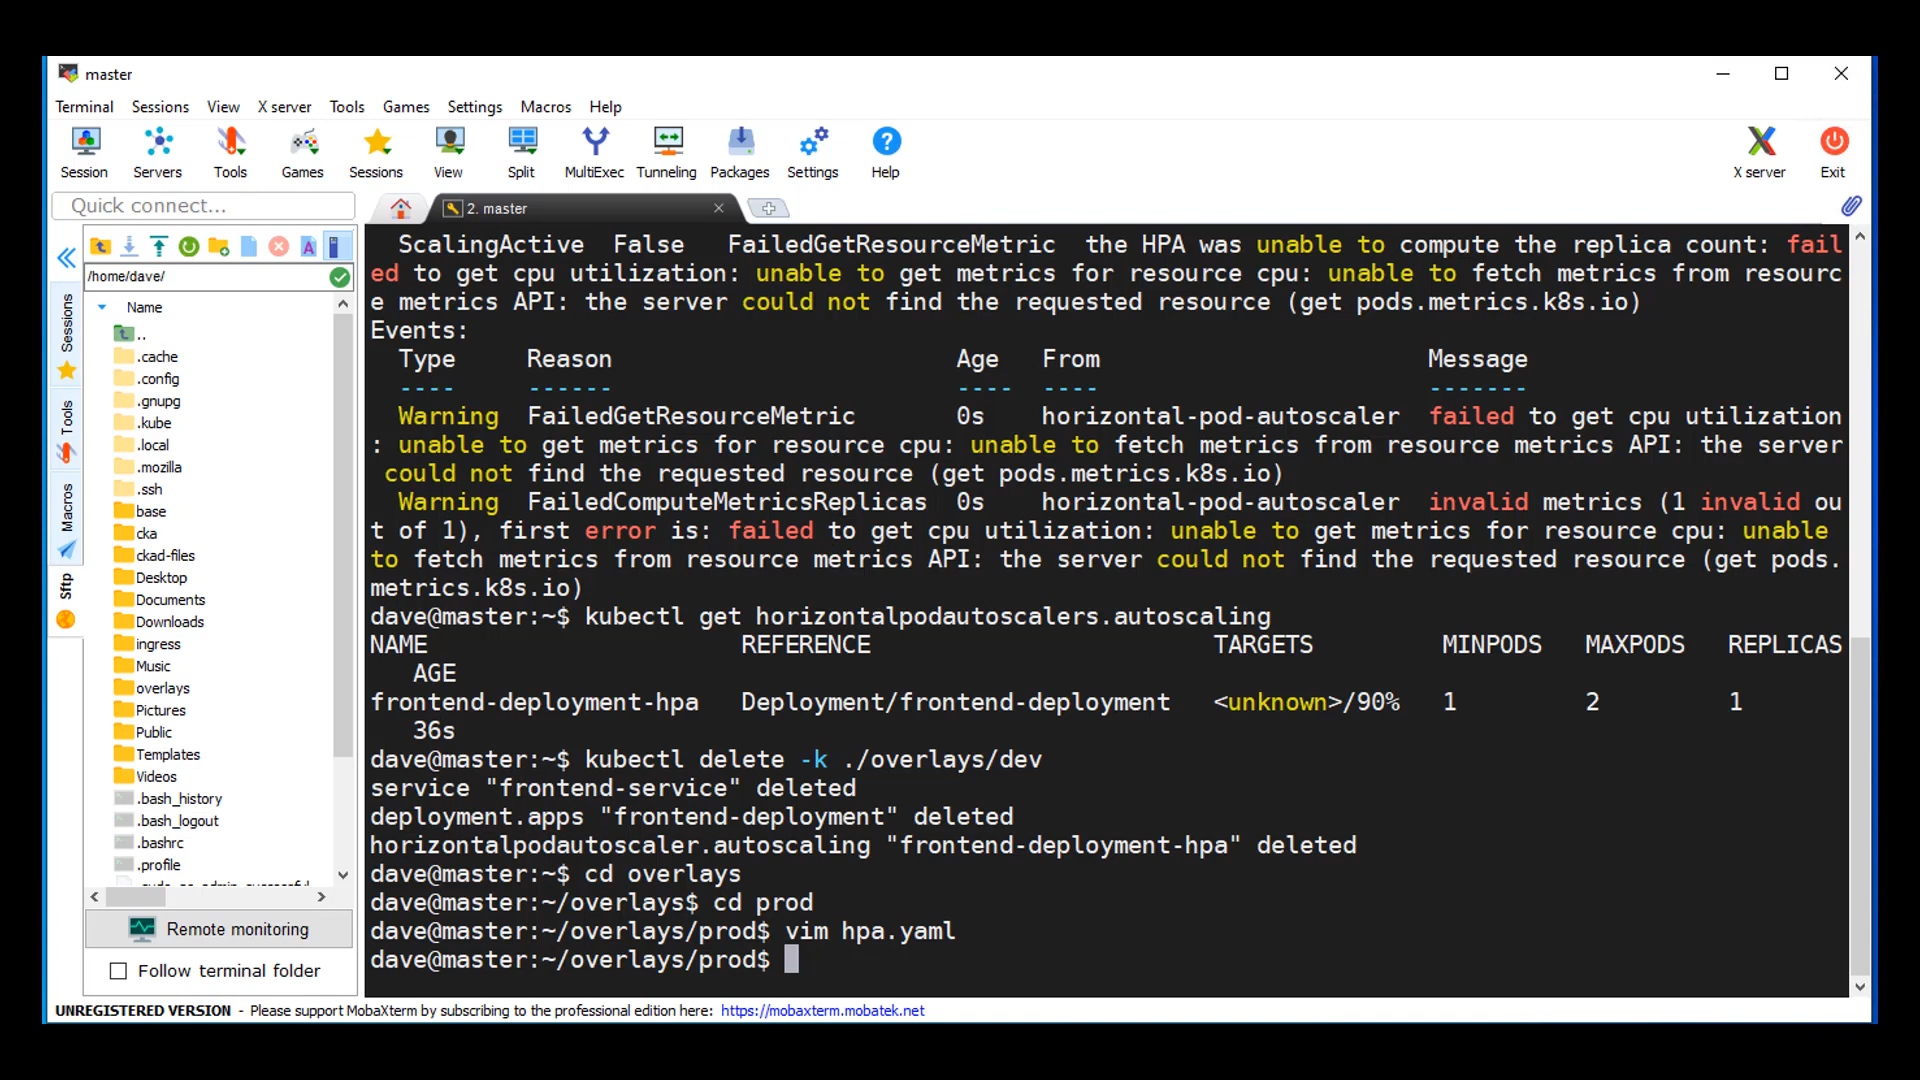 master
Terminal Sessions View X server Tools Games Settings Macros Help
Session Servers Tools Games Sessions View Split MultiExec Tunneling Packages Settings Help X server Exit
Quick connect...
2. master
/home/dave/
Name
..
.cache
.config
.gnupg
.kube
.local
.mozilla
.ssh
base
cka
ckad-files
Desktop
Documents
Downloads
ingress
Music
overlays
Pictures
Public
Templates
Videos
.bash_history
.bash_logout
.bashrc
.profile
Sessions
Tools
Macros
Sftp
Remote monitoring
Follow terminal folder
  ScalingActive  False   FailedGetResourceMetric  the HPA was unable to compute the replica count: fail
ed to get cpu utilization: unable to get metrics for resource cpu: unable to fetch metrics from resourc
e metrics API: the server could not find the requested resource (get pods.metrics.k8s.io)
Events:
  Type     Reason                        Age   From                       Message
  ----     ------                        ----  ----                       -------
  Warning  FailedGetResourceMetric       0s    horizontal-pod-autoscaler  failed to get cpu utilization
: unable to get metrics for resource cpu: unable to fetch metrics from resource metrics API: the server
 could not find the requested resource (get pods.metrics.k8s.io)
  Warning  FailedComputeMetricsReplicas  0s    horizontal-pod-autoscaler  invalid metrics (1 invalid ou
t of 1), first error is: failed to get cpu utilization: unable to get metrics for resource cpu: unable
to fetch metrics from resource metrics API: the server could not find the requested resource (get pods.
metrics.k8s.io)
dave@master:~$ kubectl get horizontalpodautoscalers.autoscaling
NAME                      REFERENCE                        TARGETS         MINPODS   MAXPODS   REPLICAS
   AGE
frontend-deployment-hpa   Deployment/frontend-deployment   <unknown>/90%   1         2         1
   36s
dave@master:~$ kubectl delete -k ./overlays/dev
service "frontend-service" deleted
deployment.apps "frontend-deployment" deleted
horizontalpodautoscaler.autoscaling "frontend-deployment-hpa" deleted
dave@master:~$ cd overlays
dave@master:~/overlays$ cd prod
dave@master:~/overlays/prod$ vim hpa.yaml
dave@master:~/overlays/prod$
UNREGISTERED VERSION - Please support MobaXterm by subscribing to the professional edition here: https://mobaxterm.mobatek.net